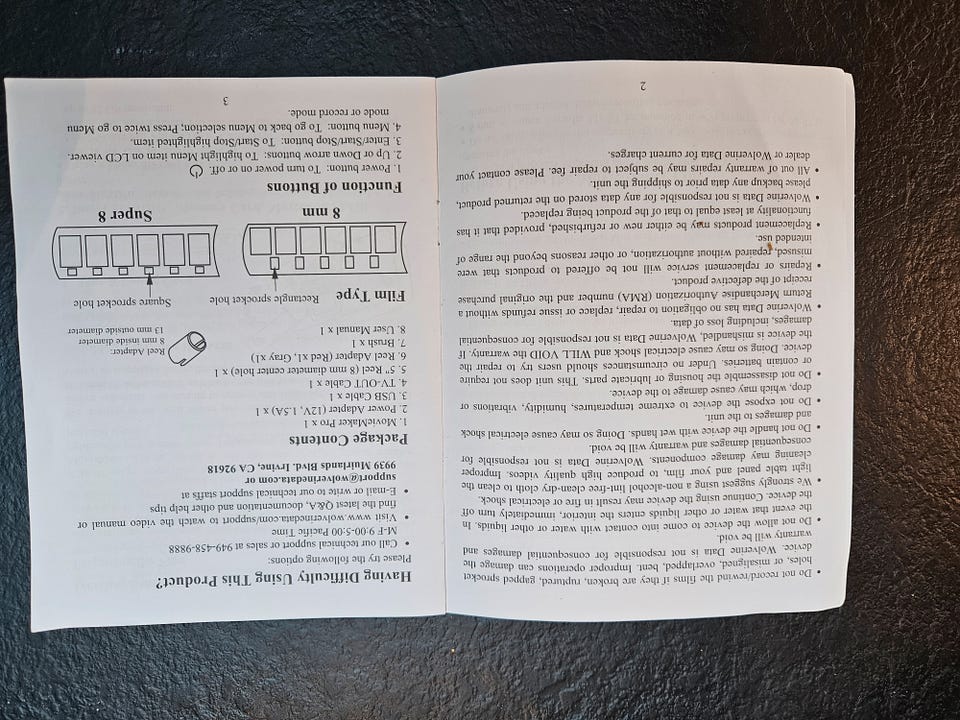 • Do not record/rewind the films if they are broken, ruptured, gapped sprocket
holes, or misaligned, overlapped, bent. Improper operations can damage the
device. Wolverine Data is not responsible for consequential damages and
warranty will be void.
• Do not allow the device to come into contact with water or other liquids. In
the event that water or other liquids enters the interior, immediately turn off
the device. Continue using the device may result in fire or electrical shock.
• We strongly suggest using a non-alcohol lint-free clean-dry cloth to clean the
light table panel and your film, to produce high quality videos. Improper
cleaning may damage components. Wolverine Data is not responsible for
consequential damages and warranty will be void.
• Do not handle the device with wet hands. Doing so may cause electrical shock
and damages to the unit.
• Do not expose the device to extreme temperatures, humidity, vibrations or
drop, which may cause damage to the device.
• Do not disassemble the housing or lubricate parts. This unit does not require
or contain batteries. Under no circumstances should users try to repair the
device. Doing so may cause electrical shock and WILL VOID the warranty. If
the device is mishandled, Wolverine Data is not responsible for consequential
damages, including loss of data.
• Wolverine Data has no obligation to repair, replace or issue refunds without a
Return Merchandise Authorization (RMA) number and the original purchase
receipt of the defective product.
• Repairs or replacement service will not be offered to products that were
misused, repaired without authorization, or other reasons beyond the range of
intended use.
• Replacement products may be either new or refurbished, provided that it has
functionality at least equal to that of the product being replaced.
• Wolverine Data is not responsible for any data stored on the returned product,
please backup any data prior to shipping the unit.
• All out of warranty repairs may be subject to repair fee. Please contact your
dealer or Wolverine Data for current charges.
2
Having Difficulty Using This Product?
Please try the following options:
• Call our technical support or sales at 949-458-9888
M-F 9:00-5:00 Pacific Time
• Visit www.wolverinedata.com/support to watch the video manual or
find the latest Q&A, documentation and other help tips
• E-mail or write to our technical support staffs at
support@wolverinedata.com or
9939 Muirlands Blvd. Irvine, CA 92618
Package Contents
1. MovieMaker Pro x 1
2. Power Adapter (12V, 1.5A) x 1
3. USB Cable x 1
4. TV-OUT Cable x 1
5. 5" Reel (8 mm diameter center hole) x 1
6. Reel Adapter (Red x1, Gray x1)
7. Brush x 1
8. User Manual x 1
Reel Adaptor:
8 mm inside diameter
13 mm outside diameter
Film Type
Rectangle sprocket hole
Square sprocket hole
8 mm
Super 8
Function of Buttons
1. Power button: To turn power on or off.
2. Up or Down arrow buttons: To highlight Menu item on LCD viewer.
3. Enter/Start/Stop button: To Start/Stop highlighted item.
4. Menu button: To go back to Menu selection; Press twice to go Menu
mode or record mode.
3